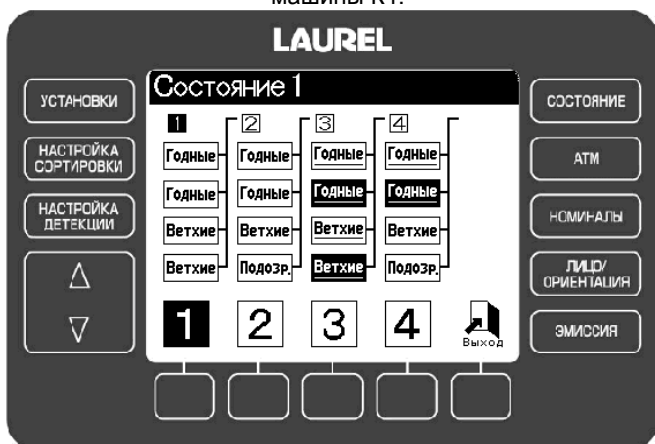 машины К1.
LAUREL
УСТАНОВКИ
НАСТРОЙКА
СОРТИРОВКИ
НАСТРОЙКА
ДЕТЕКЦИИ
Состояние 1
1 2 3 4
Годные Годные Годные Годные
Годные Годные Годные Годные
Ветхие Ветхие Ветхие Ветхие
Ветхие Подозр. Ветхие Подозр.
1 2 3 4 Выход
СОСТОЯНИЕ
АТМ
НОМИНАЛЫ
ЛИЦО/
ОРИЕНТАЦИЯ
ЭМИССИЯ